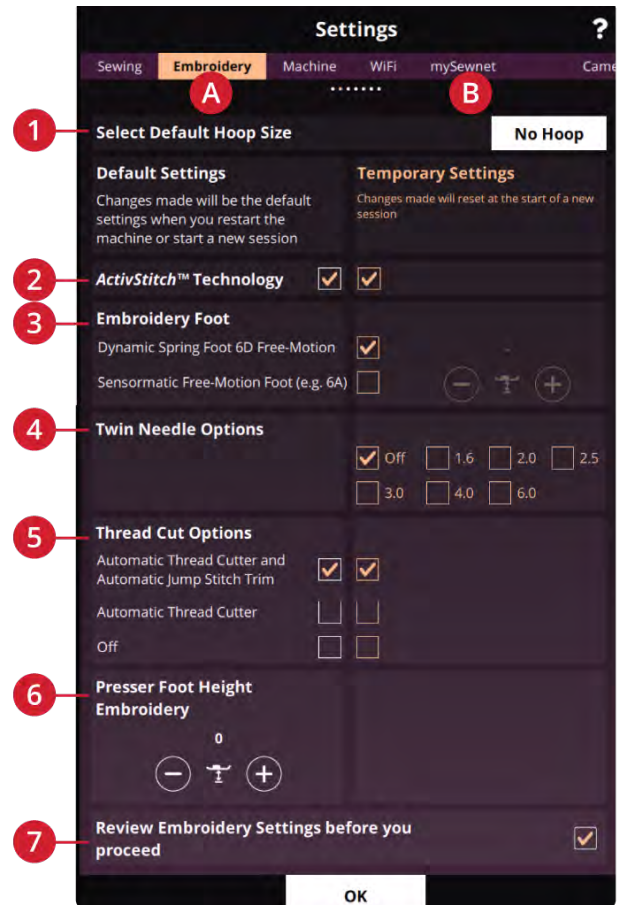 Settings
?
Sewing Embroidery Machine WiFi mySewnet Came
A B
1 Select Default Hoop Size No Hoop
Default Settings Temporary Settings
Changes made will be the default
settings when you restart the
machine or start a new session
Changes made will reset at the start of a new
session
2 ActivStitch™ Technology
3 Embroidery Foot
Dynamic Spring Foot 6D Free-Motion
-
Sensormatic Free-Motion Foot (e.g. 6A)
4 Twin Needle Options
Off 1.6 2.0 2.5
3.0 4.0 6.0
5 Thread Cut Options
Automatic Thread Cutter and
Automatic Jump Stitch Trim
Automatic Thread Cutter
Off
6 Presser Foot Height
Embroidery
0
7 Review Embroidery Settings before you
proceed
OK